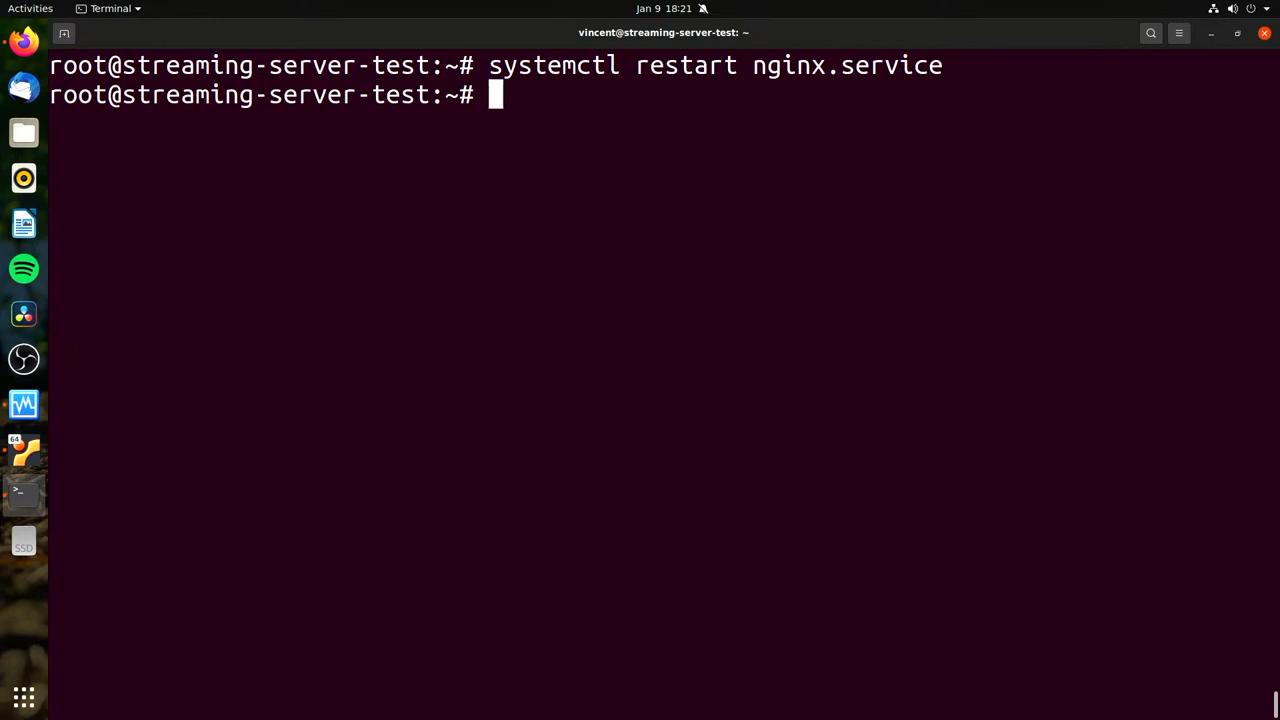 Activities Terminal Jan 9 18:21
vincent@streaming-server-test: ~
root@streaming-server-test:~# systemctl restart nginx.service
root@streaming-server-test:~#
64
>_
SSD